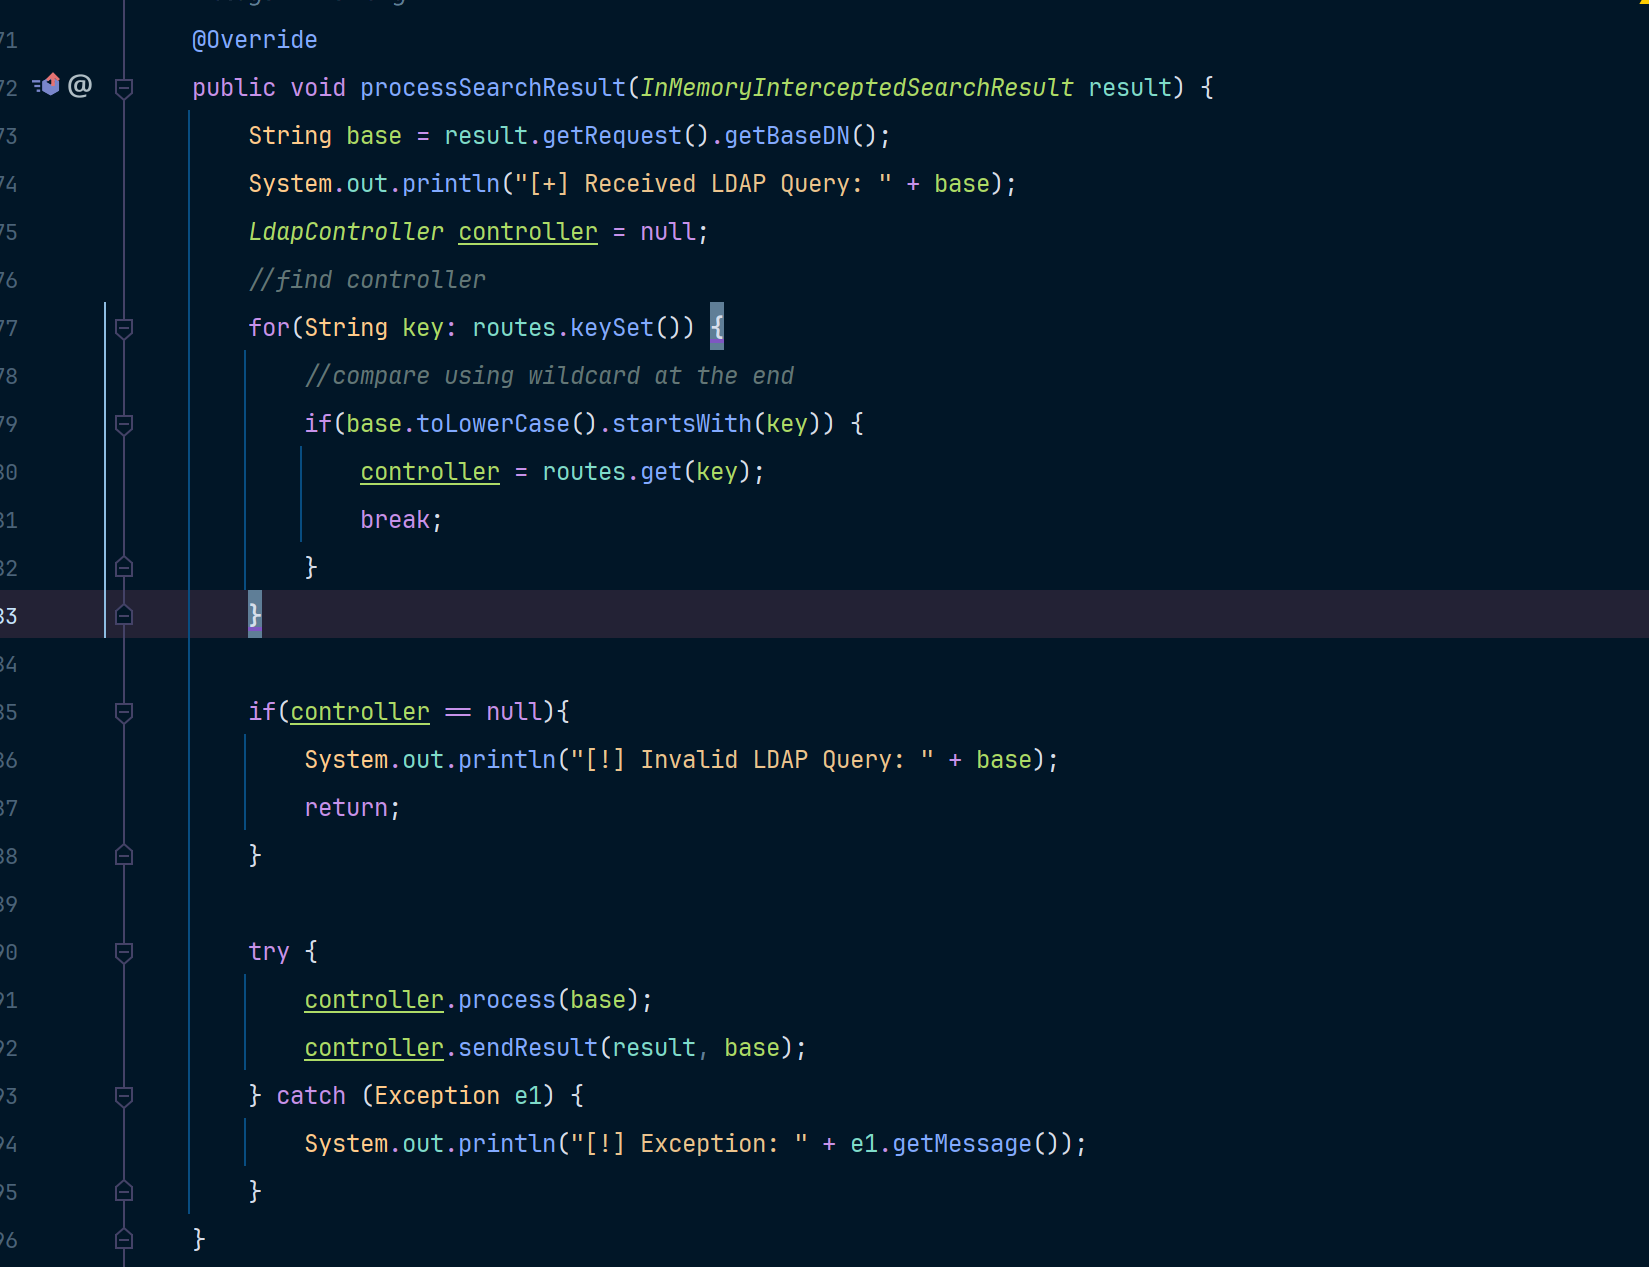 71 @Override
72 @ public void processSearchResult(InMemoryInterceptedSearchResult result) {
73 String base = result.getRequest().getBaseDN();
74 System.out.println("[+] Received LDAP Query: " + base);
75 LdapController controller = null;
76 //find controller
77 for(String key: routes.keySet()) {
78 //compare using wildcard at the end
79 if(base.toLowerCase().startsWith(key)) {
80 controller = routes.get(key);
81 break;
82 }
83 }
84
85 if(controller == null){
86 System.out.println("[!] Invalid LDAP Query: " + base);
87 return;
88 }
89
90 try {
91 controller.process(base);
92 controller.sendResult(result, base);
93 } catch (Exception e1) {
94 System.out.println("[!] Exception: " + e1.getMessage());
95 }
96 }